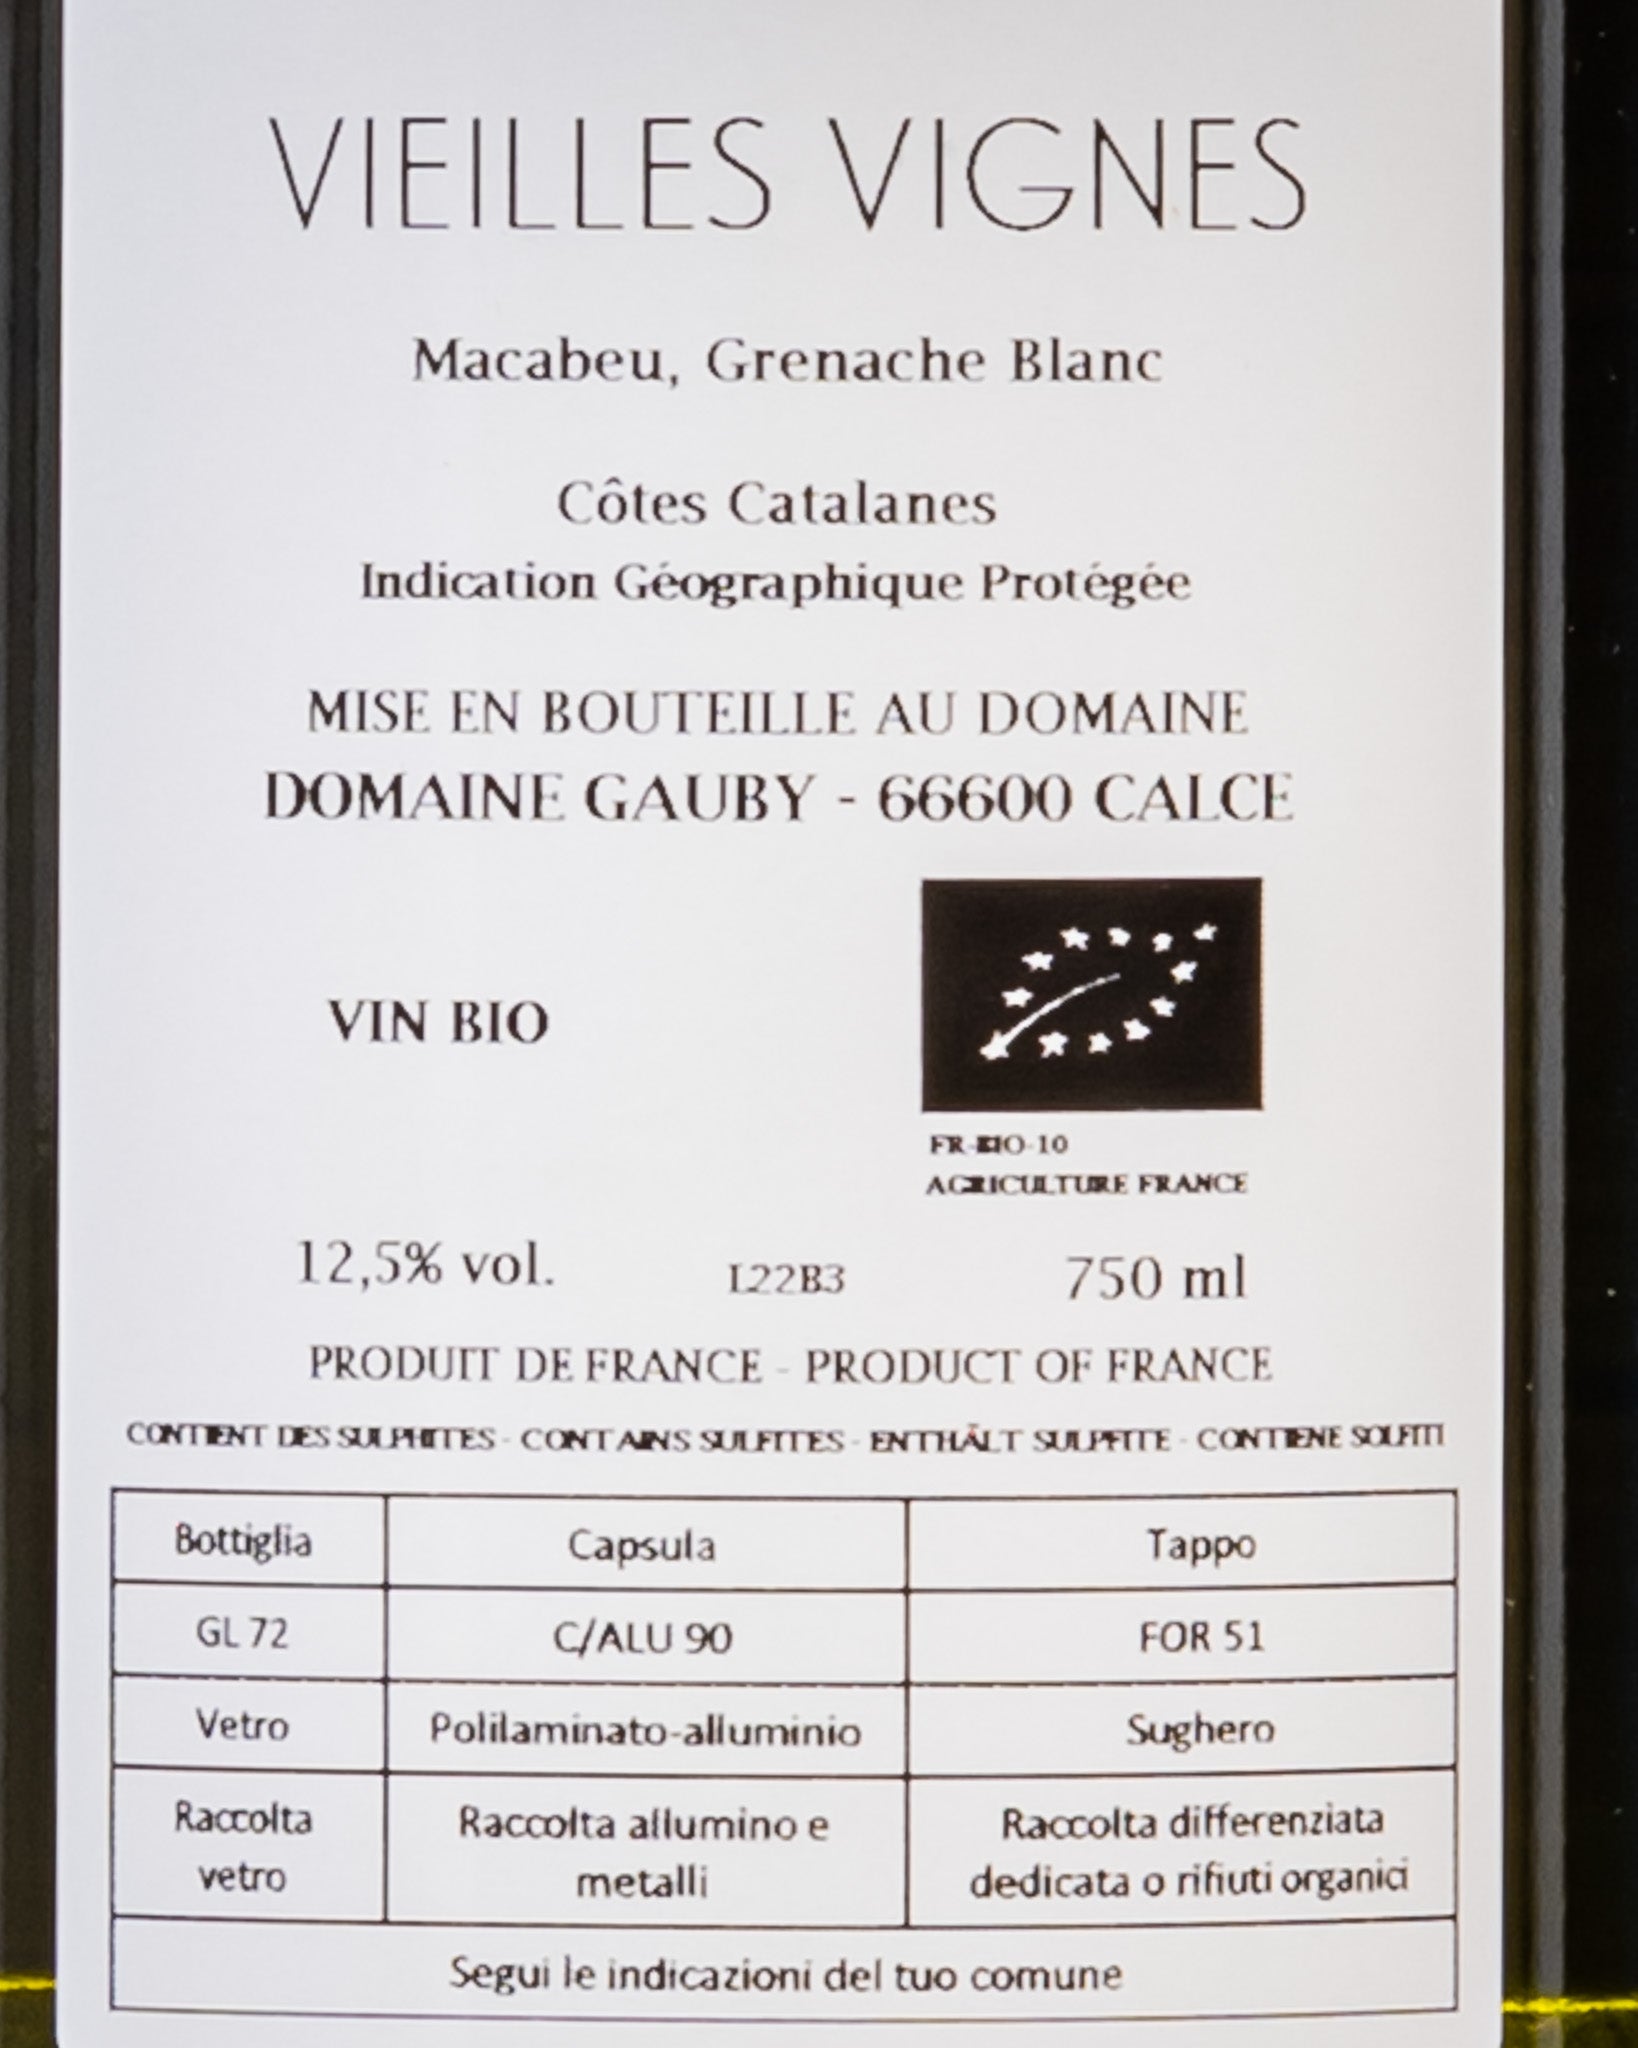 VIEILLES VIGNES
Macabeu, Grenache Blanc
Côtes Catalanes
Indication Géographique Protégée
MISE EN BOUTEILLE AU DOMAINE
DOMAINE GAUBY - 66600 CALCE
VIN BIO
FR-BIO-10
AGRICULTURE FRANCE
12,5% vol. L22B3 750 ml
PRODUIT DE FRANCE - PRODUCT OF FRANCE
CONTIENT DES SULPHITES - CONTAINS SULFITES - ENTHÄLT SULPFITE - CONTIENE SOLFITI
Bottiglia Capsula Tappo
GL 72 C/ALU 90 FOR 51
Vetro Polilaminato-alluminio Sughero
Raccolta Raccolta allumino e Raccolta differenziata
vetro metalli dedicata o rifiuti organici
Segui le indicazioni del tuo comune